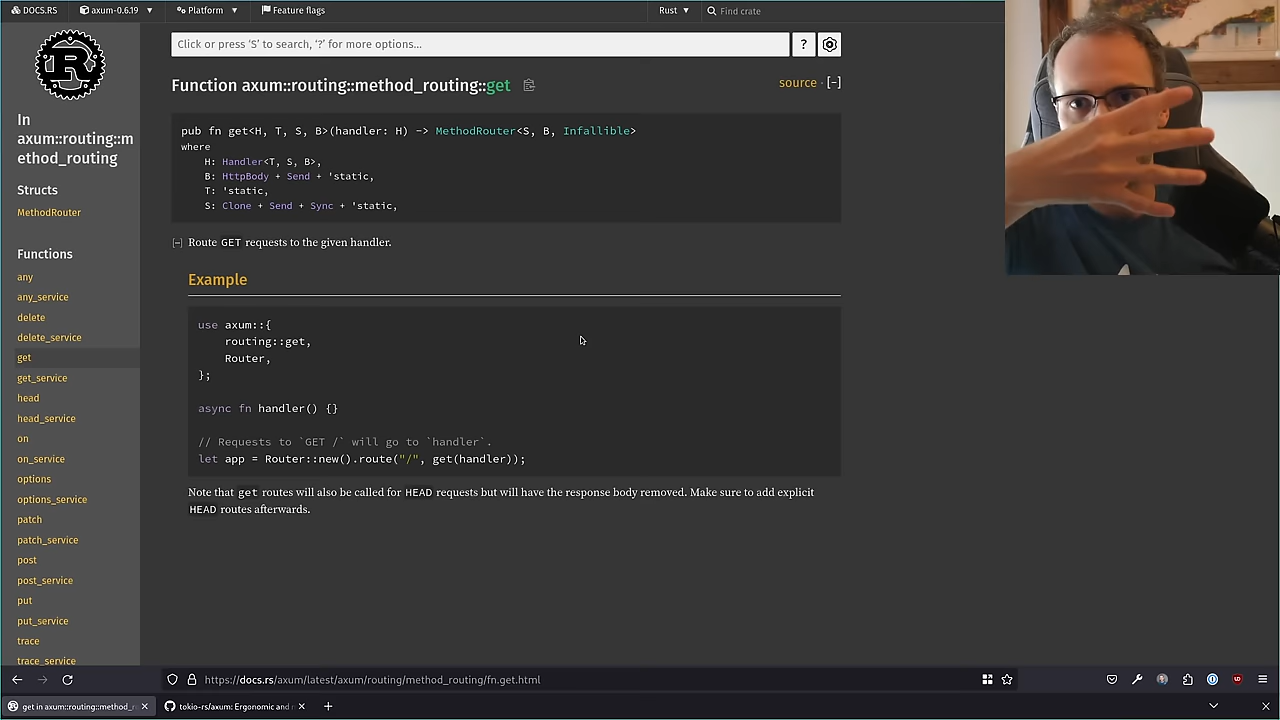 DOCS.RS
axum-0.6.19
Platform
Feature flags
Rust
Find crate
Click or press ‘S’ to search, ‘?’ for more options…
?
In
axum::routing::m
ethod_routing
Structs
MethodRouter
Functions
any
any_service
delete
delete_service
get
get_service
head
head_service
on
on_service
options
options_service
patch
patch_service
post
post_service
put
put_service
trace
trace_service
Function axum::routing::method_routing::get
source · [-]
pub fn get<H, T, S, B>(handler: H) -> MethodRouter<S, B, Infallible>
where
H: Handler<T, S, B>,
B: HttpBody + Send + 'static,
T: 'static,
S: Clone + Send + Sync + 'static,
[-] Route GET requests to the given handler.
Example
use axum::{
routing::get,
Router,
};
async fn handler() {}
// Requests to `GET /` will go to `handler`.
let app = Router::new().route("/", get(handler));
Note that get routes will also be called for HEAD requests but will have the response body removed. Make sure to add explicit
HEAD routes afterwards.
https://docs.rs/axum/latest/axum/routing/method_routing/fn.get.html
get in axum::routing::method_r
tokio-rs/axum: Ergonomic and